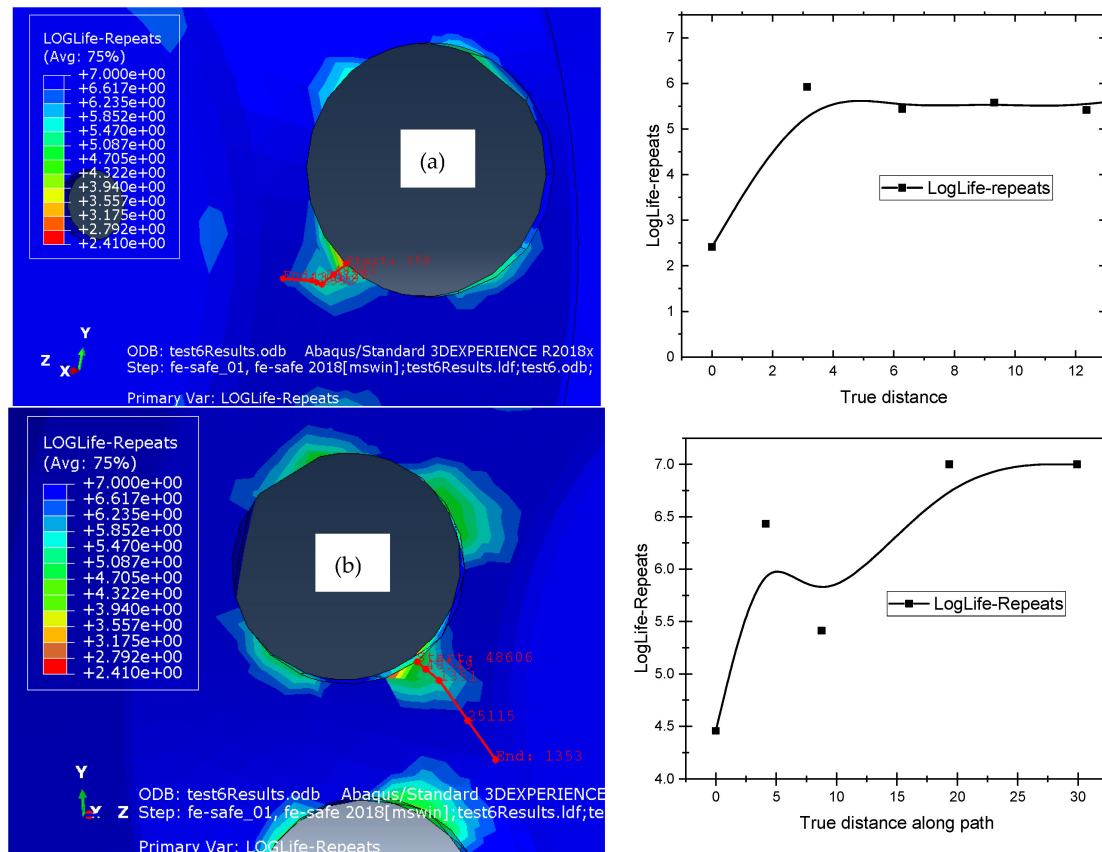 LOGLife-Repeats
(Avg: 75%)
+7.000e+00
+6.617e+00
+6.235e+00
+5.852e+00
+5.470e+00
+5.087e+00
+4.705e+00
+4.322e+00
+3.940e+00
+3.557e+00
+3.175e+00
+2.792e+00
+2.410e+00
(a)
Start: 359
Y
Z
X
ODB: test6Results.odb Abaqus/Standard 3DEXPERIENCE R2018x
Step: fe-safe_01, fe-safe 2018[mswin];test6Results.ldf;test6.odb;
Primary Var: LOGLife-Repeats
LogLife-repeats
7
6
5
4
3
2
1
0
LogLife-repeats
0 2 4 6 8 10 12
True distance
LOGLife-Repeats
(Avg: 75%)
+7.000e+00
+6.617e+00
+6.235e+00
+5.852e+00
+5.470e+00
+5.087e+00
+4.705e+00
+4.322e+00
+3.940e+00
+3.557e+00
+3.175e+00
+2.792e+00
+2.410e+00
(b)
Start: 48606
25115
End: 1353
Y
Z
ODB: test6Results.odb Abaqus/Standard 3DEXPERIENCE
Step: fe-safe_01, fe-safe 2018[mswin];test6Results.ldf;te
Primary Var: LOGLife-Repeats
LogLife-Repeats
7.0
6.5
6.0
5.5
5.0
4.5
4.0
LogLife-Repeats
0 5 10 15 20 25 30
True distance along path